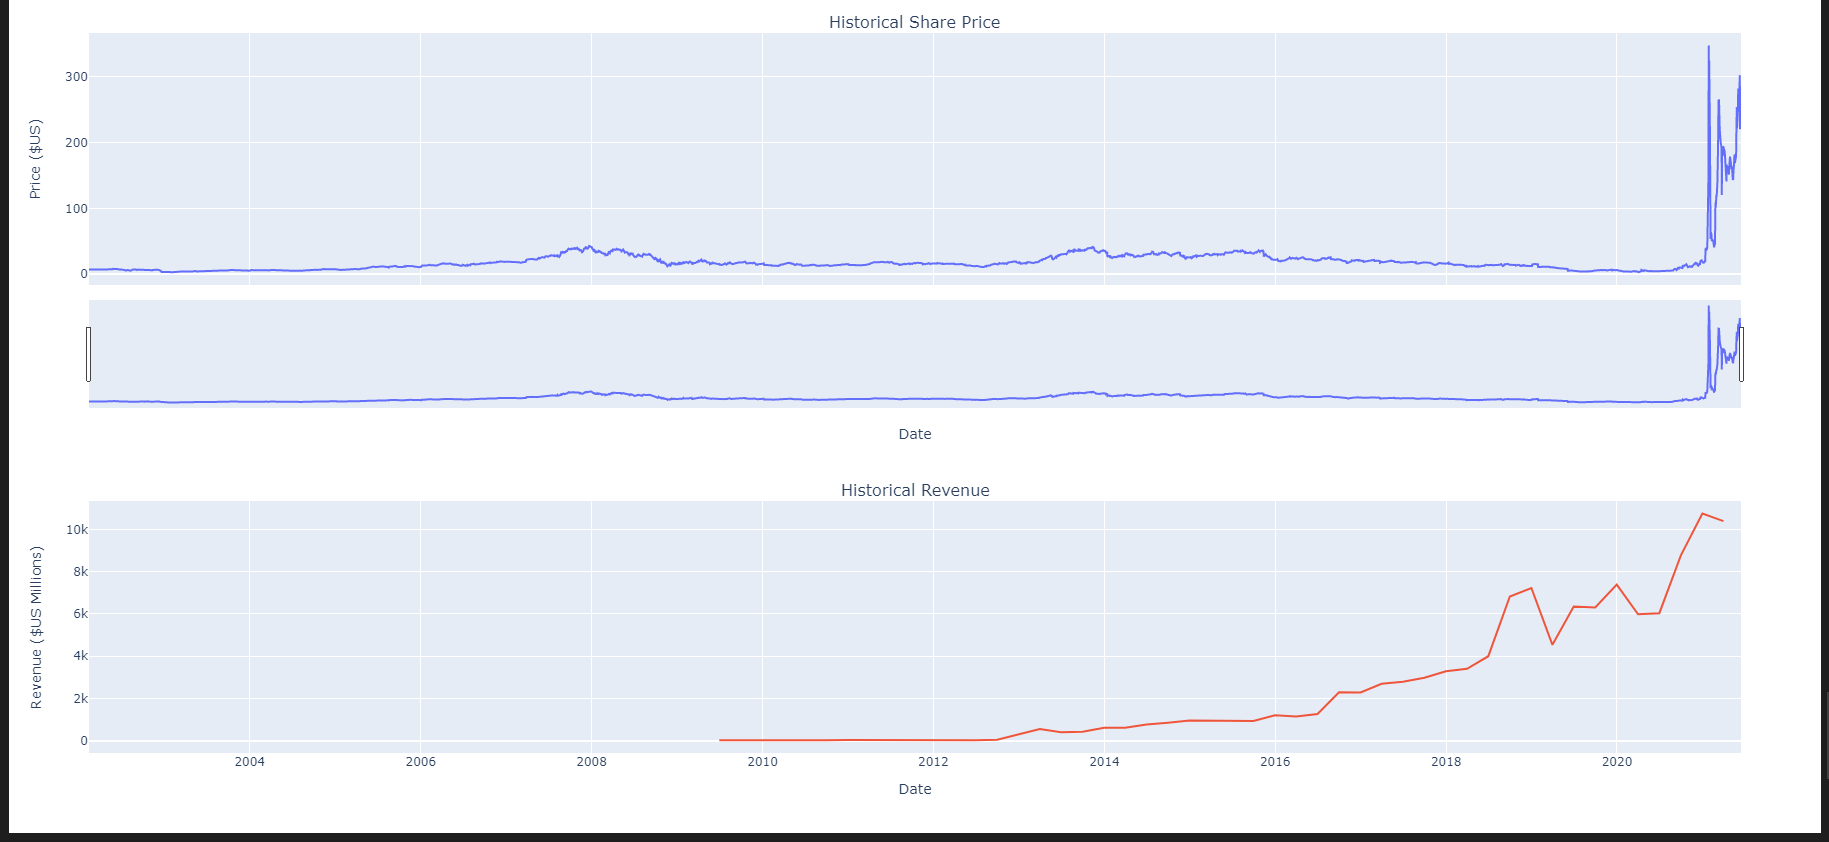 Historical Share Price
Price ($US)
300
200
100
0
Date
Historical Revenue
Revenue ($US Millions)
10k
8k
6k
4k
2k
0
2004 2006 2008 2010 2012 2014 2016 2018 2020
Date